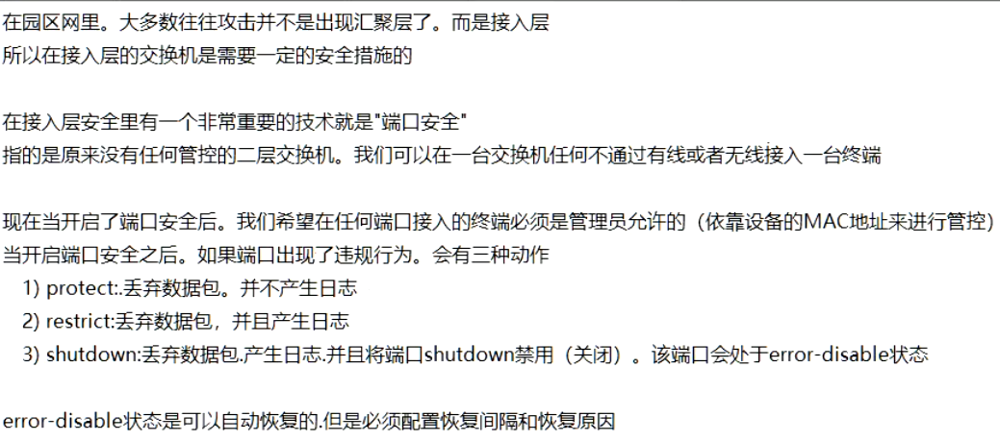 在园区网里。大多数往往攻击并不是出现汇聚层了。而是接入层
所以在接入层的交换机是需要一定的安全措施的
在接入层安全里有一个非常重要的技术就是"端口安全"
指的是原来没有任何管控的二层交换机。我们可以在一台交换机任何不通过有线或者无线接入一台终端
现在当开启了端口安全后。我们希望在任何端口接入的终端必须是管理员允许的（依靠设备的MAC地址来进行管控）
当开启端口安全之后。如果端口出现了违规行为。会有三种动作
1) protect:.丢弃数据包。并不产生日志
2) restrict:丢弃数据包，并且产生日志
3) shutdown:丢弃数据包.产生日志.并且将端口shutdown禁用（关闭）。该端口会处于error-disable状态
error-disable状态是可以自动恢复的.但是必须配置恢复间隔和恢复原因